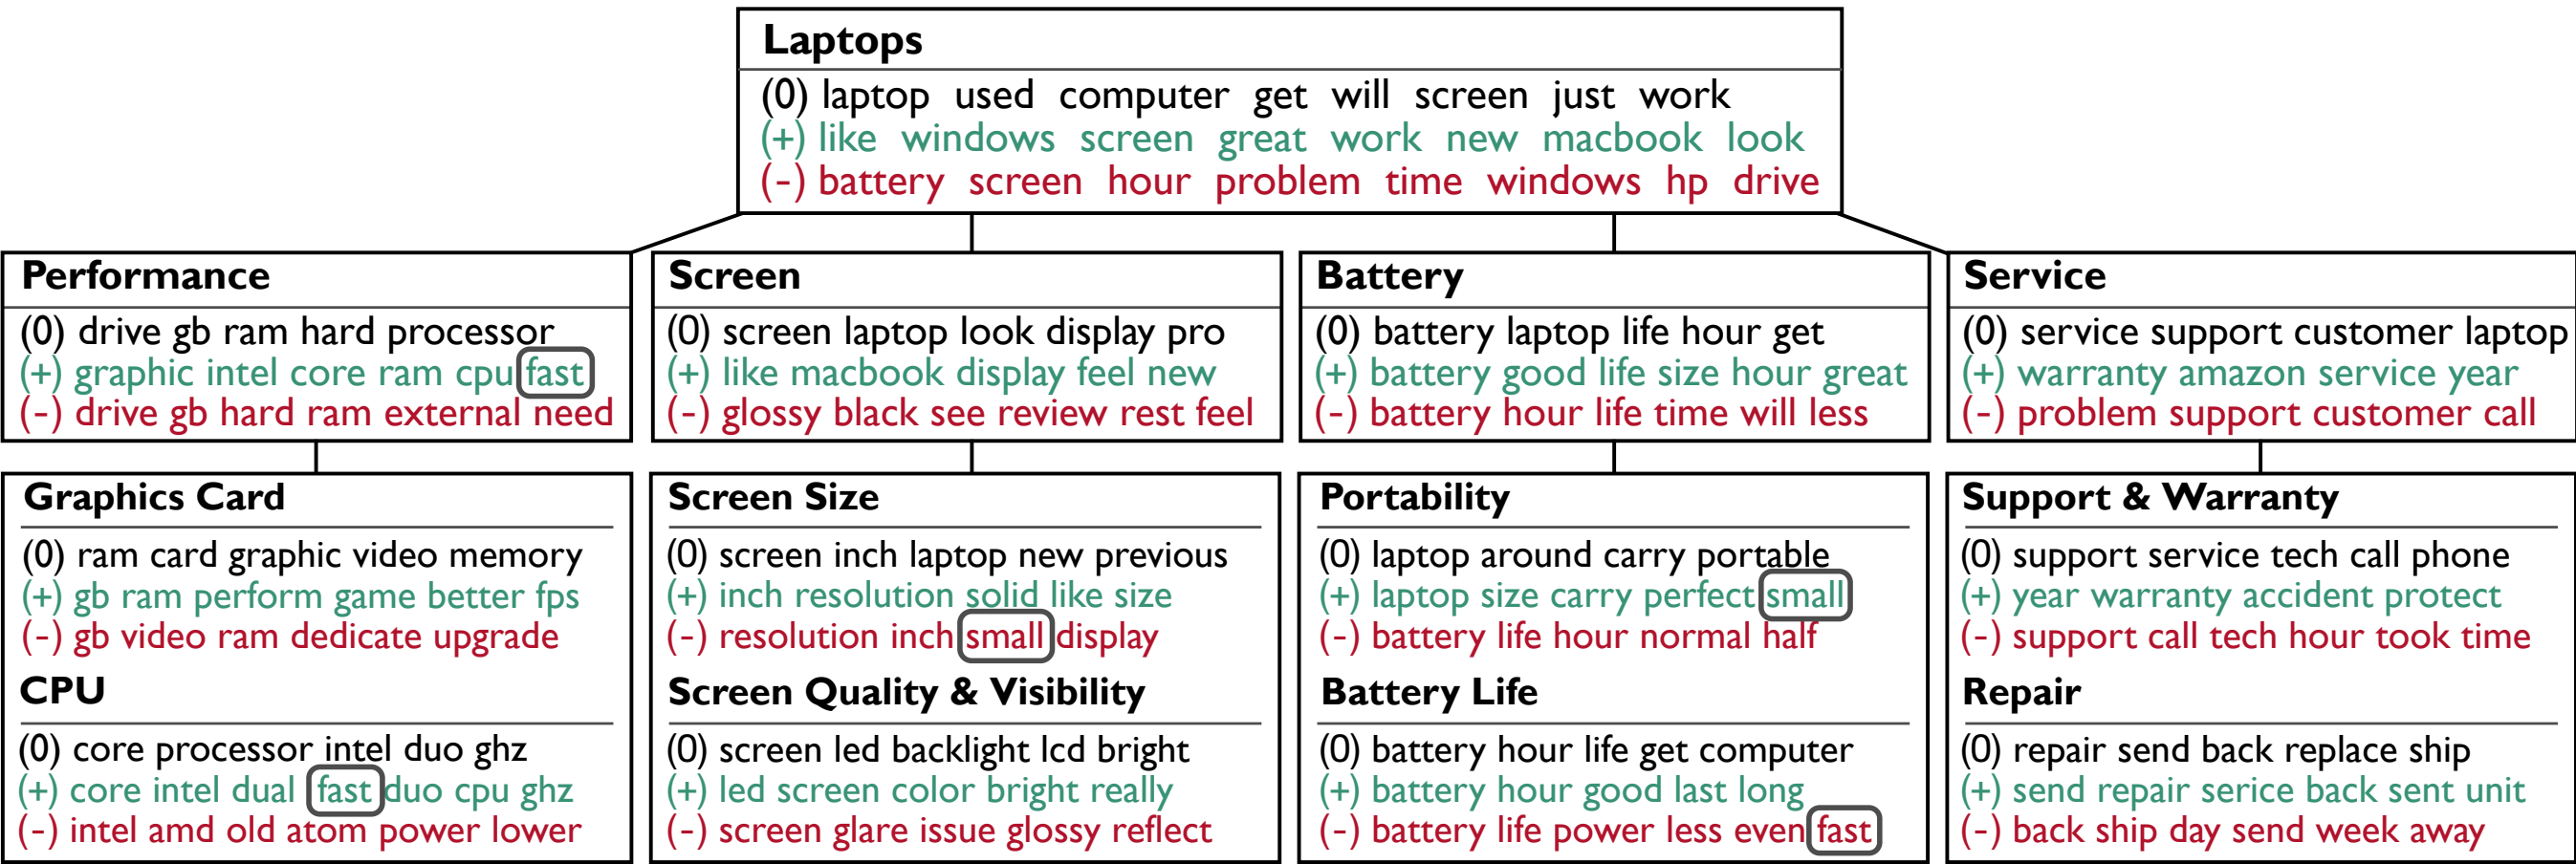 Laptops
(0) laptop used computer get will screen just work
(+) like windows screen great work new macbook look
(-) battery screen hour problem time windows hp drive
Performance
(0) drive gb ram hard processor
(+) graphic intel core ram cpu fast
(-) drive gb hard ram external need
Screen
(0) screen laptop look display pro
(+) like macbook display feel new
(-) glossy black see review rest feel
Battery
(0) battery laptop life hour get
(+) battery good life size hour great
(-) battery hour life time will less
Service
(0) service support customer laptop
(+) warranty amazon service year
(-) problem support customer call
Graphics Card
(0) ram card graphic video memory
(+) gb ram perform game better fps
(-) gb video ram dedicate upgrade
CPU
(0) core processor intel duo ghz
(+) core intel dual fast duo cpu ghz
(-) intel amd old atom power lower
Screen Size
(0) screen inch laptop new previous
(+) inch resolution solid like size
(-) resolution inch small display
Screen Quality & Visibility
(0) screen led backlight lcd bright
(+) led screen color bright really
(-) screen glare issue glossy reflect
Portability
(0) laptop around carry portable
(+) laptop size carry perfect small
(-) battery life hour normal half
Battery Life
(0) battery hour life get computer
(+) battery hour good last long
(-) battery life power less even fast
Support & Warranty
(0) support service tech call phone
(+) year warranty accident protect
(-) support call tech hour took time
Repair
(0) repair send back replace ship
(+) send repair serice back sent unit
(-) back ship day send week away